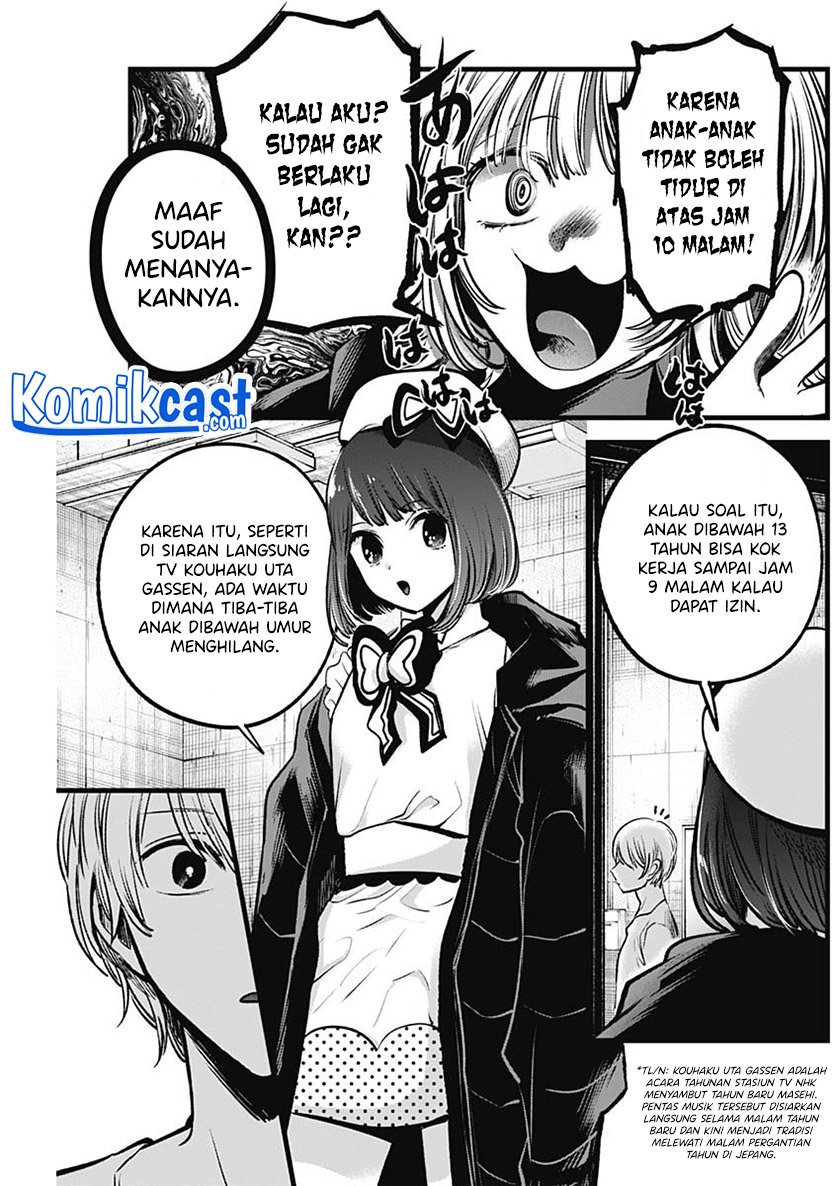 KARENA
ANAK-ANAK
TIDAK BOLEH
TIDUR DI
ATAS JAM
10 MALAM!
あ
はははは
はは
はは
はは
KALAU AKU?
SUDAH GAK
BERLAKU
LAGI,
KAN??
MAAF
SUDAH
MENANYA-
KANNYA.
Komikcast
.com
KALAU SOAL ITU,
ANAK DIBAWAH 13
TAHUN BISA KOK
KERJA SAMPAI JAM
9 MALAM KALAU
DAPAT IZIN.
KARENA ITU, SEPERTI
DI SIARAN LANGSUNG
TV KOUHAKU UTA
GASSEN, ADA WAKTU
DIMANA TIBA-TIBA
ANAK DIBAWAH UMUR
MENGHILANG.
*TL/N: KOUHAKU UTA GASSEN ADALAH
ACARA TAHUNAN STASIUN TV NHK
MENYAMBUT TAHUN BARU MASEHI.
PENTAS MUSIK TERSEBUT DISIARKAN
LANGSUNG SELAMA MALAM TAHUN
BARU DAN KINI MENJADI TRADISI
MELEWATI MALAM PERGANTIAN
TAHUN DI JEPANG.